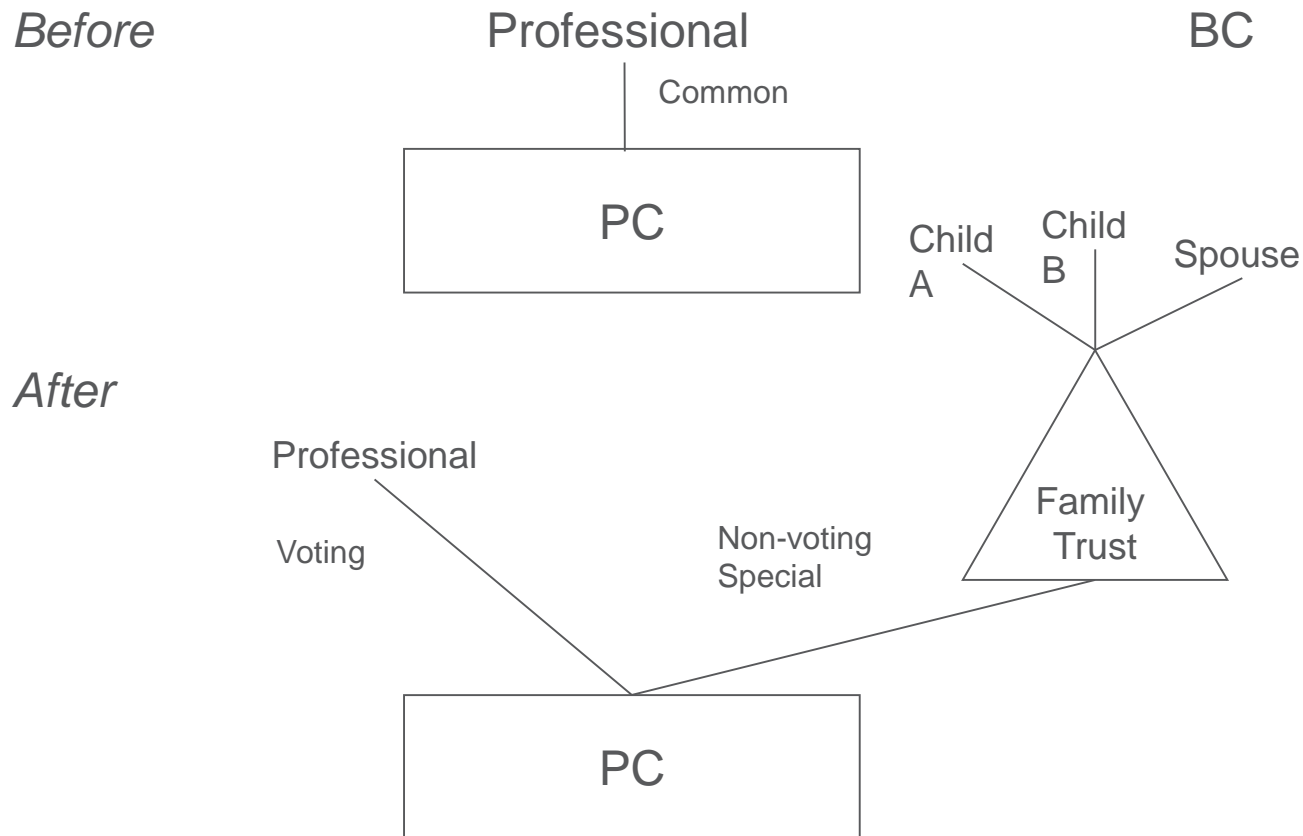 Before
Professional
BC
Common
PC
Child
A
Child
B
Spouse
After
Professional
Voting
Non-voting
Special
Family
Trust
PC